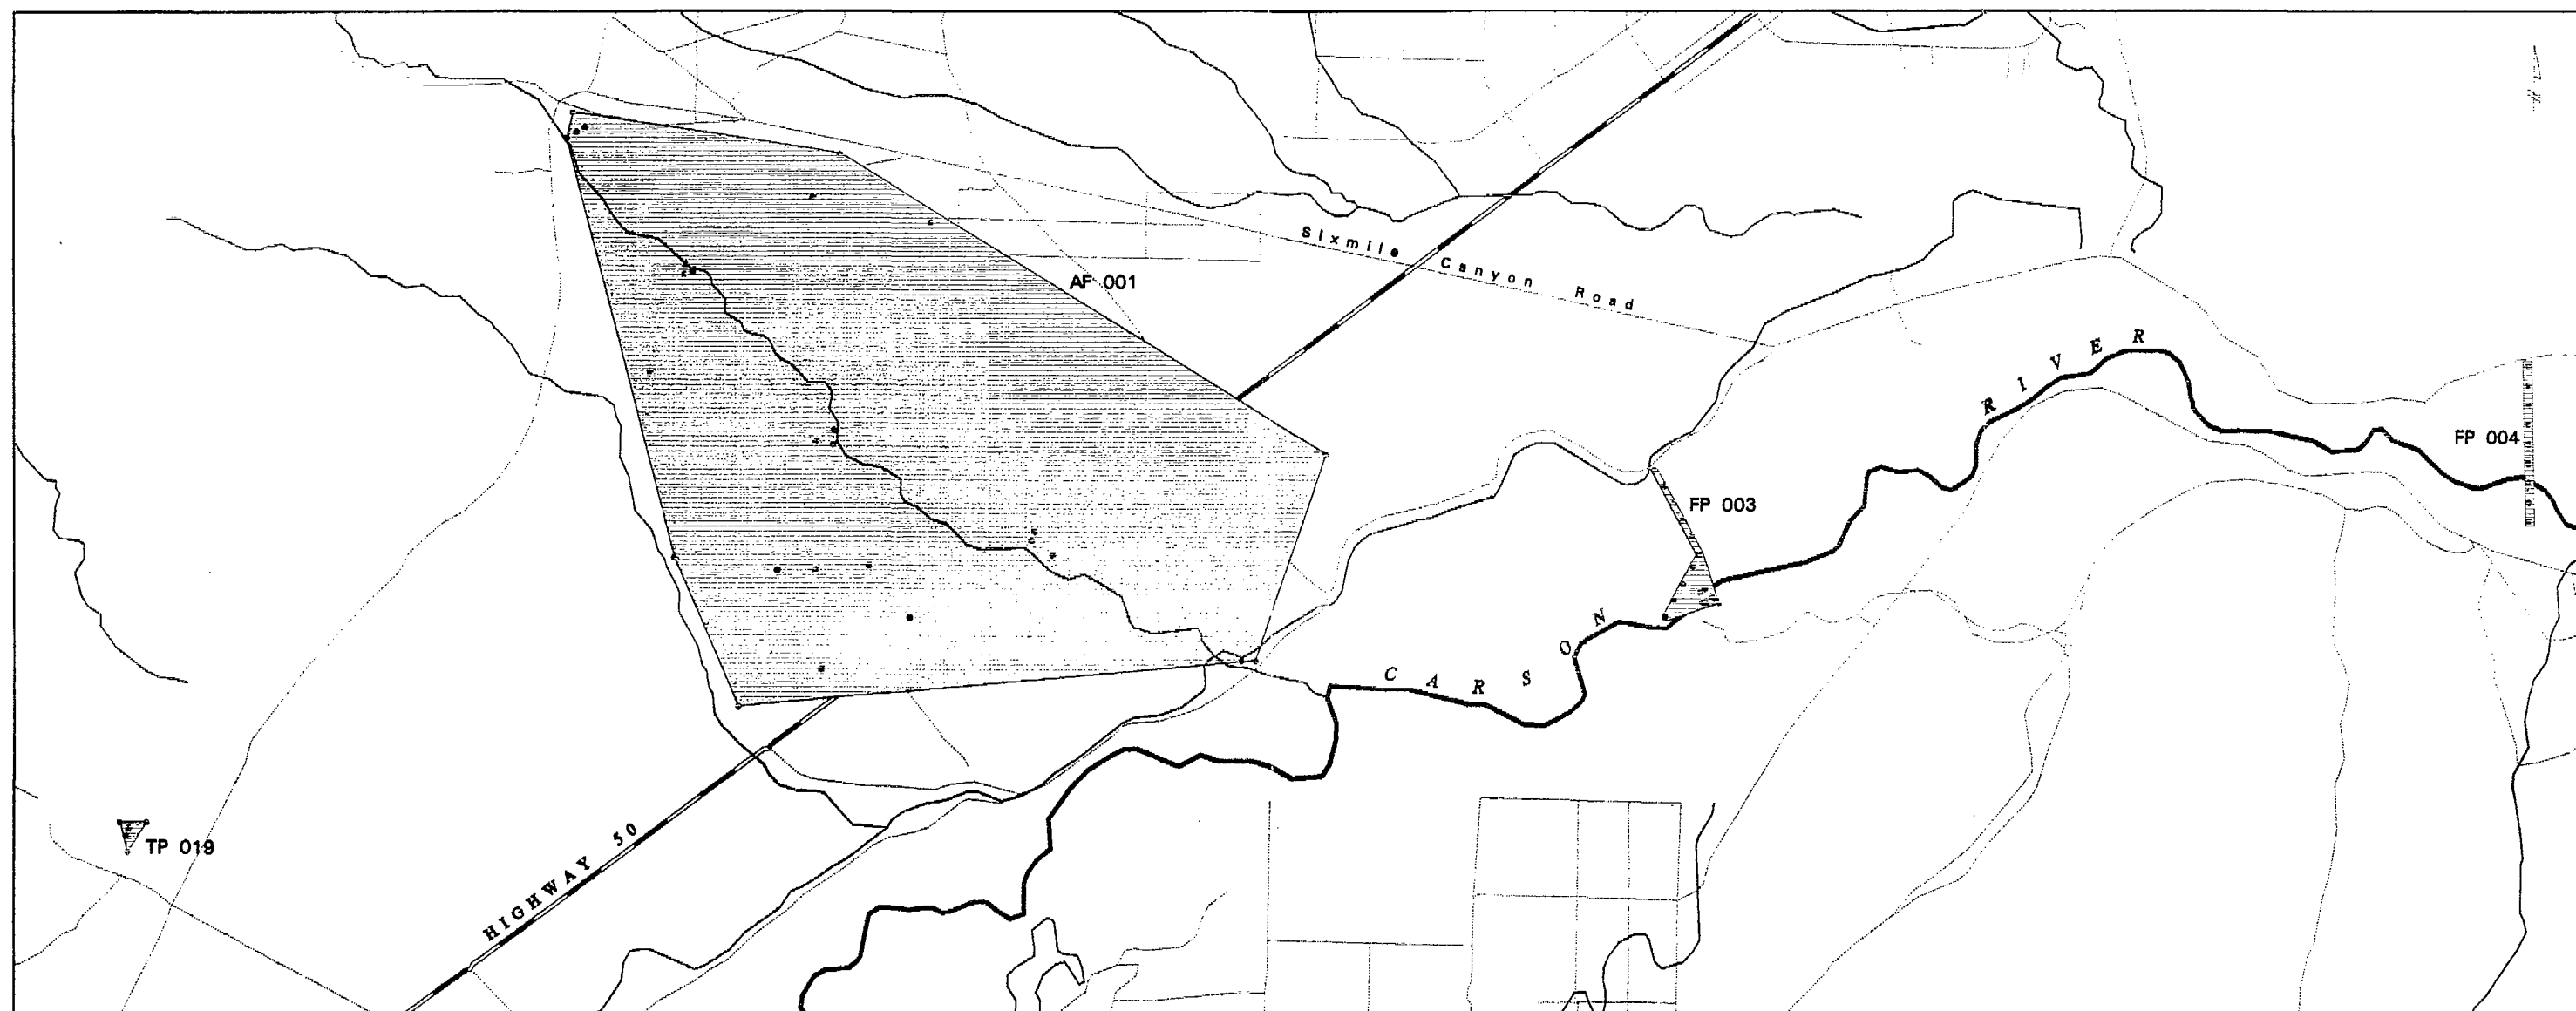 Sixmile Canyon Road
AF 001
RIVER
FP 004
FP 003
CARSON
TP 019
HIGHWAY 50